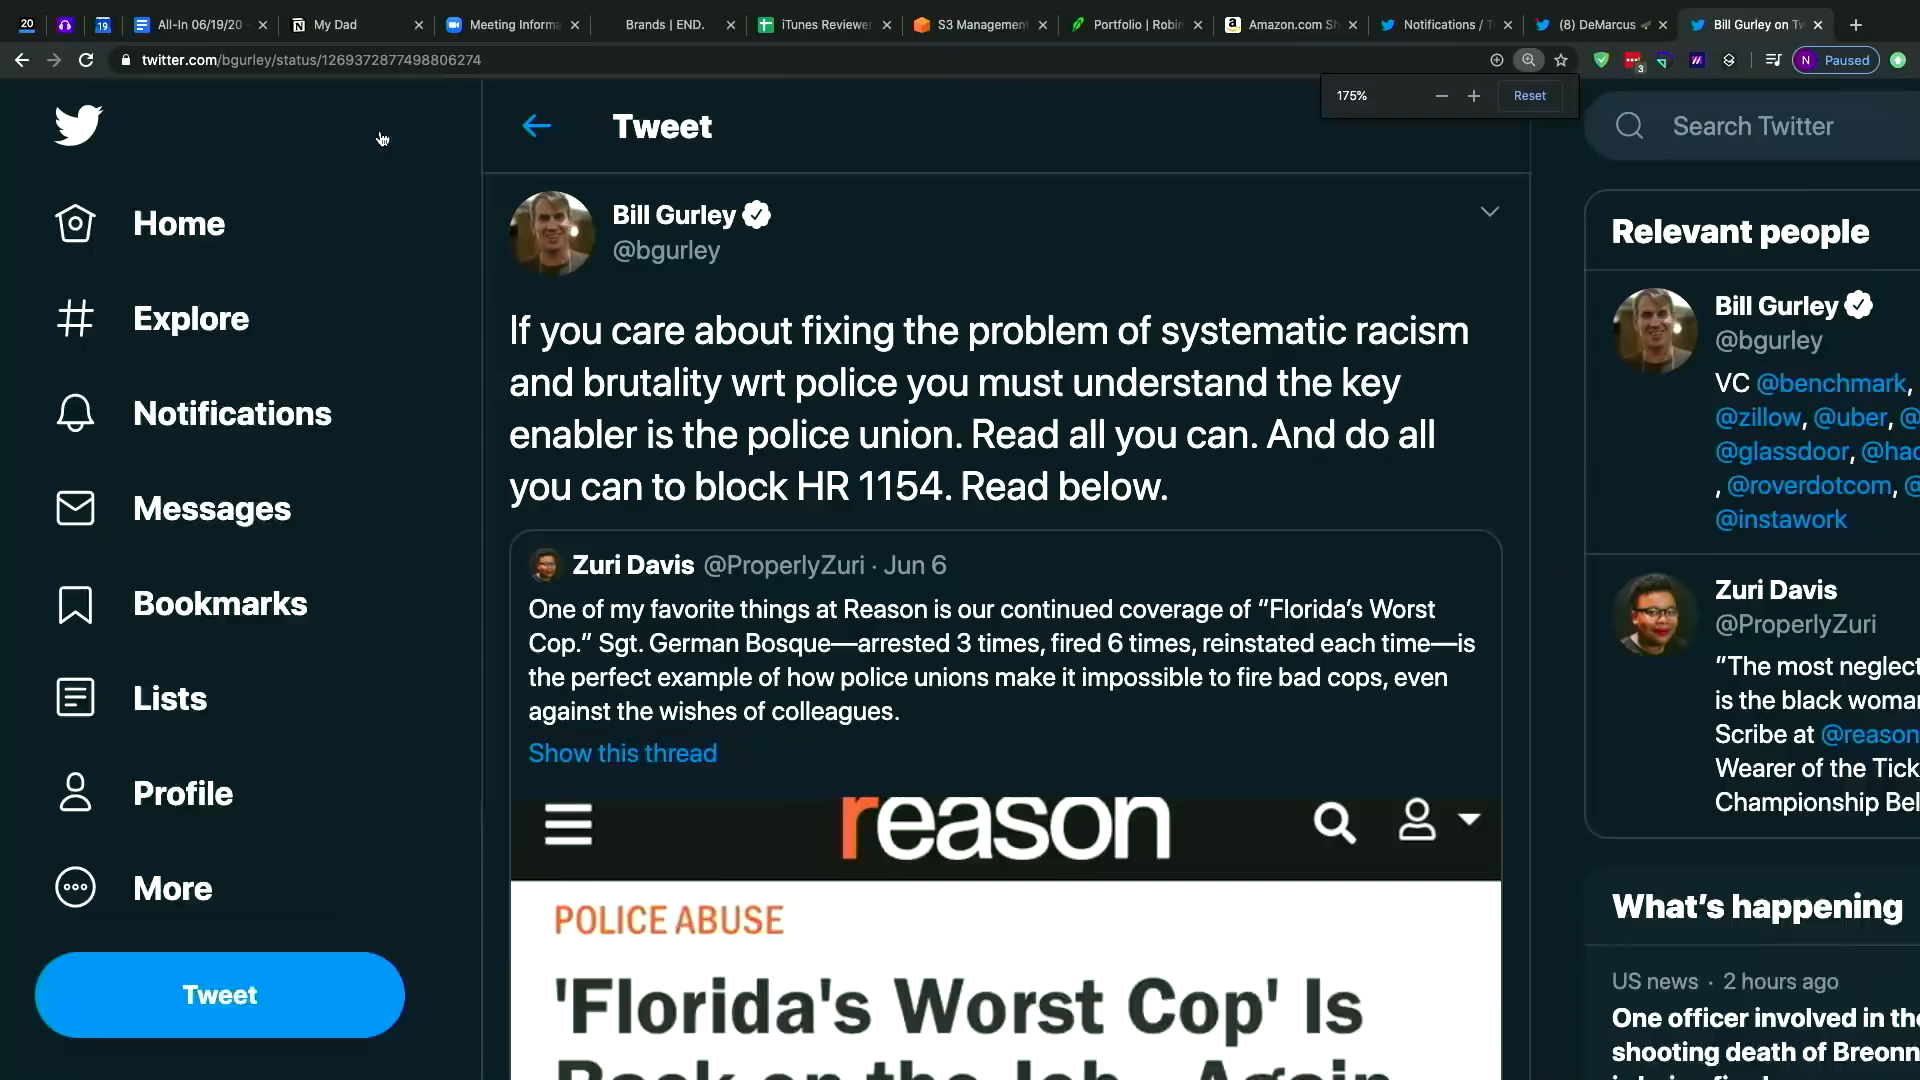 20
19
All-In 06/19/20
My Dad
Meeting Informa
Brands | END.
iTunes Reviewer
S3 Management
Portfolio | Robin
Amazon.com Sh
Notifications / T
(8) DeMarcus
Bill Gurley on Tw
twitter.com/bgurley/status/1269372877498806274
3
N Paused
175%
Reset
Tweet
Search Twitter
Home
Explore
Notifications
Messages
Bookmarks
Lists
Profile
More
Tweet
Bill Gurley
@bgurley
If you care about fixing the problem of systematic racism
and brutality wrt police you must understand the key
enabler is the police union. Read all you can. And do all
you can to block HR 1154. Read below.
Zuri Davis @ProperlyZuri · Jun 6
One of my favorite things at Reason is our continued coverage of “Florida’s Worst
Cop.” Sgt. German Bosque—arrested 3 times, fired 6 times, reinstated each time—is
the perfect example of how police unions make it impossible to fire bad cops, even
against the wishes of colleagues.
Show this thread
reason
POLICE ABUSE
'Florida's Worst Cop' Is
Back on the Job—Again
Relevant people
Bill Gurley
@bgurley
VC @benchmark,
@zillow, @uber, @
@glassdoor, @hac
, @roverdotcom, @
@instawork
Zuri Davis
@ProperlyZuri
"The most neglect
is the black woma
Scribe at @reason
Wearer of the Tick
Championship Bel
What’s happening
US news · 2 hours ago
One officer involved in the
shooting death of Breonn